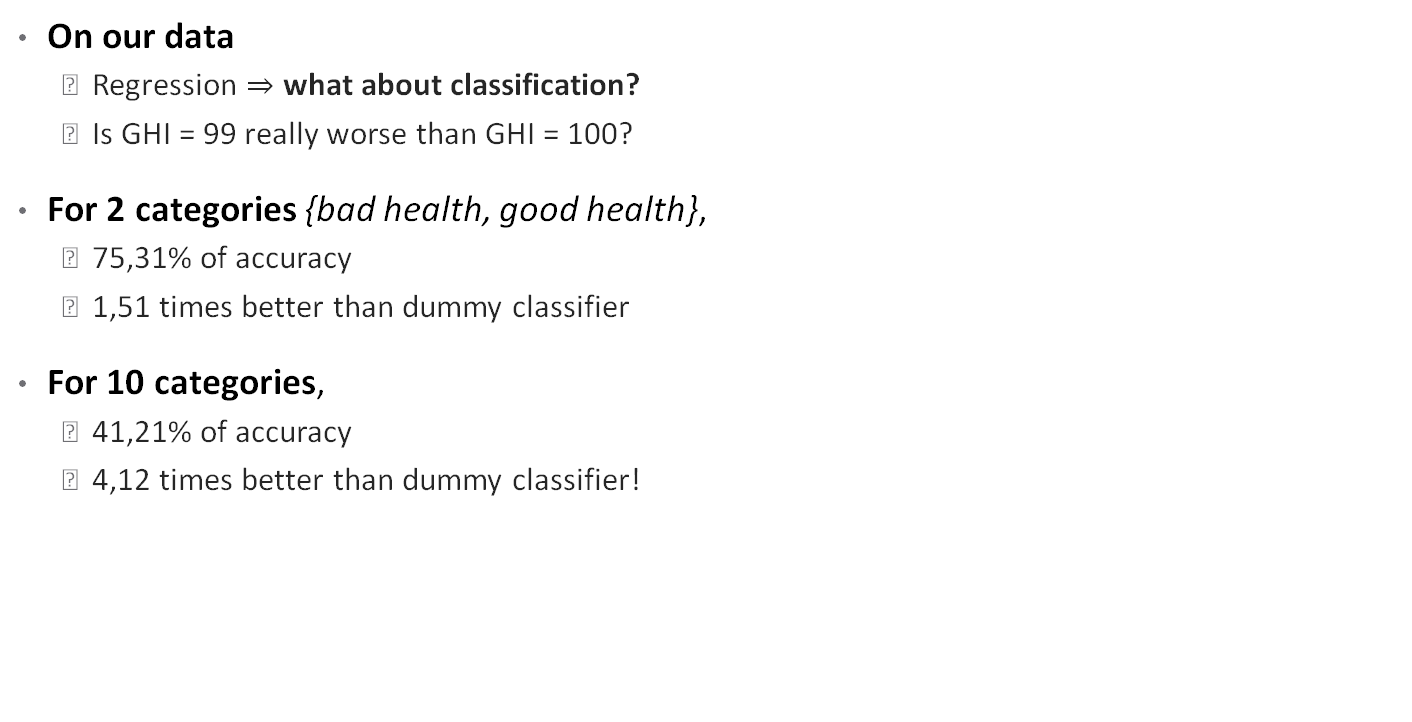 • On our data
⍰ Regression ⇒ what about classification?
⍰ Is GHI = 99 really worse than GHI = 100?
• For 2 categories {bad health, good health},
⍰ 75,31% of accuracy
⍰ 1,51 times better than dummy classifier
• For 10 categories,
⍰ 41,21% of accuracy
⍰ 4,12 times better than dummy classifier!